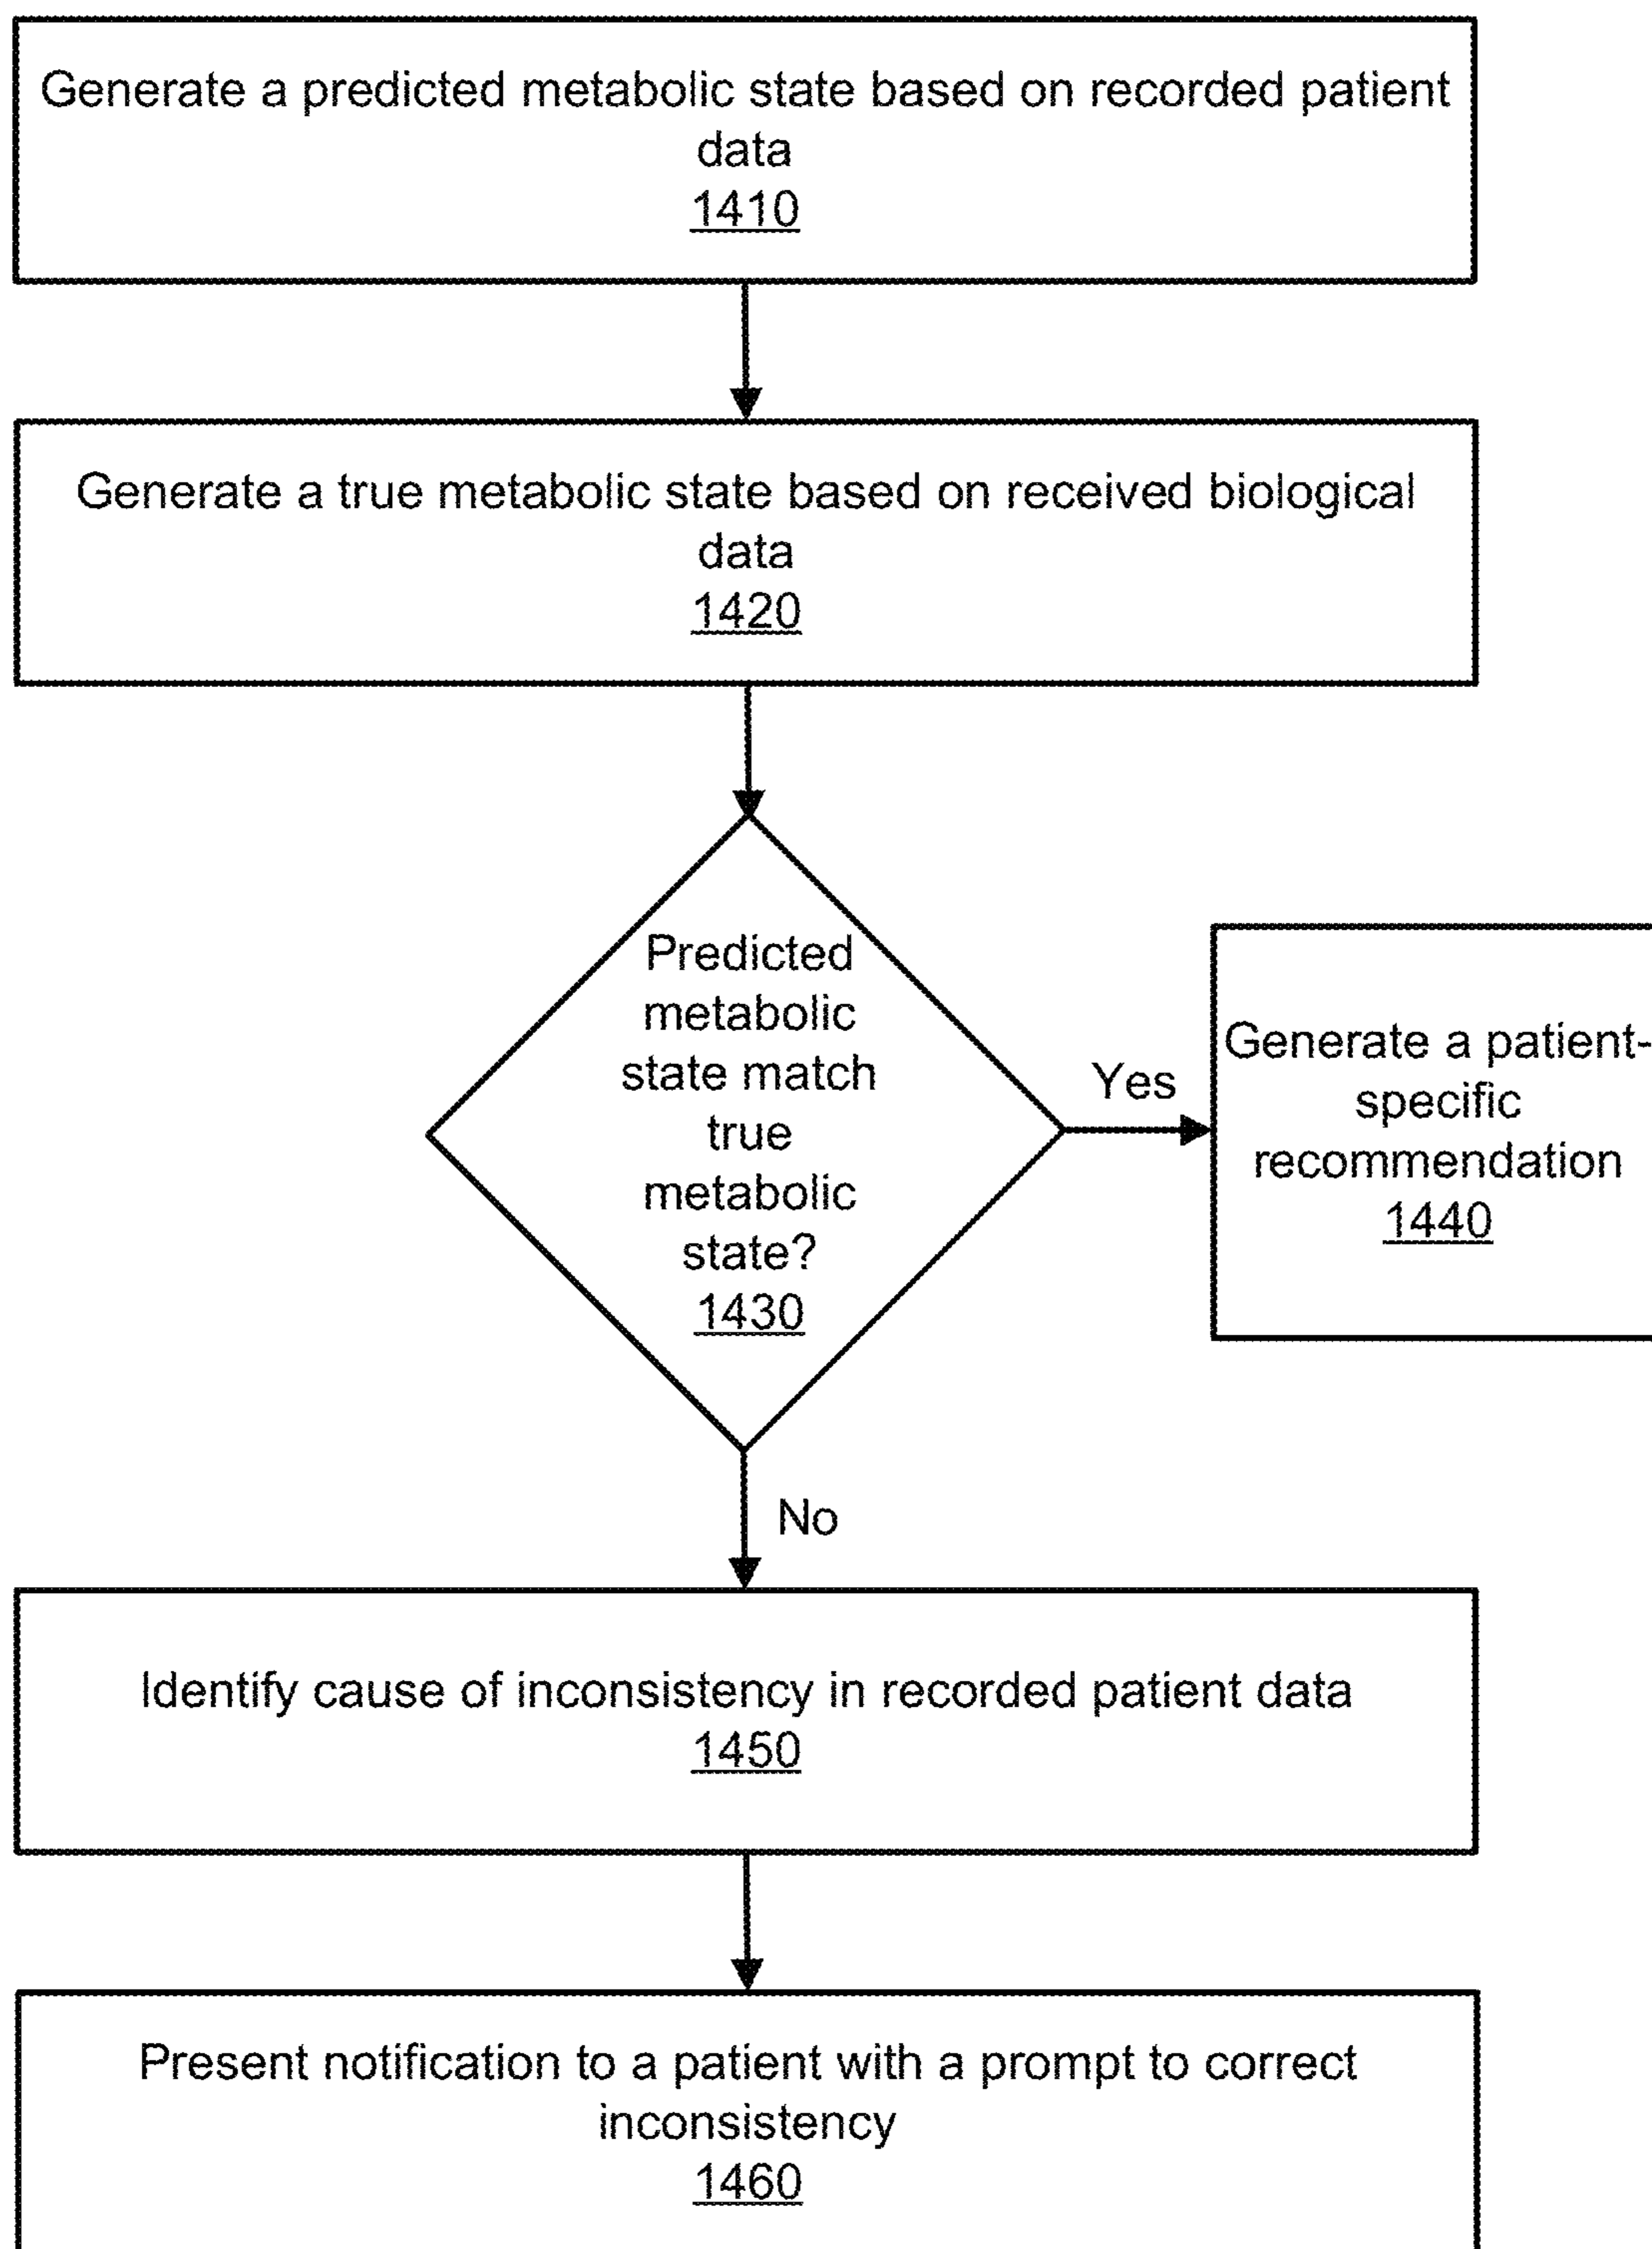 Generate a predicted metabolic state based on recorded patient
data
1410
Generate a true metabolic state based on received biological
data
1420
Predicted
metabolic
state match
true
metabolic
state?
1430
Yes
Generate a patient-
specific
recommendation
1440
No
Identify cause of inconsistency in recorded patient data
1450
Present notification to a patient with a prompt to correct
inconsistency
1460